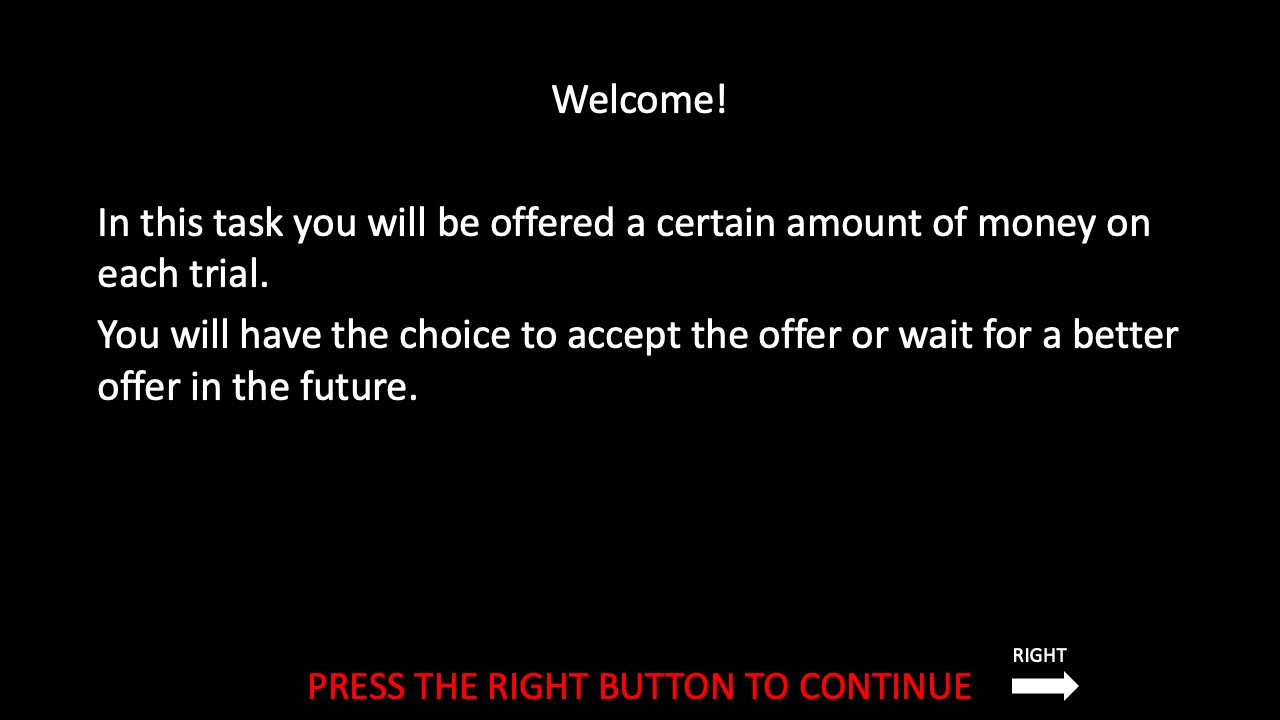 Welcome!
In this task you will be offered a certain amount of money on
each trial.
You will have the choice to accept the offer or wait for a better
offer in the future.
RIGHT
PRESS THE RIGHT BUTTON TO CONTINUE